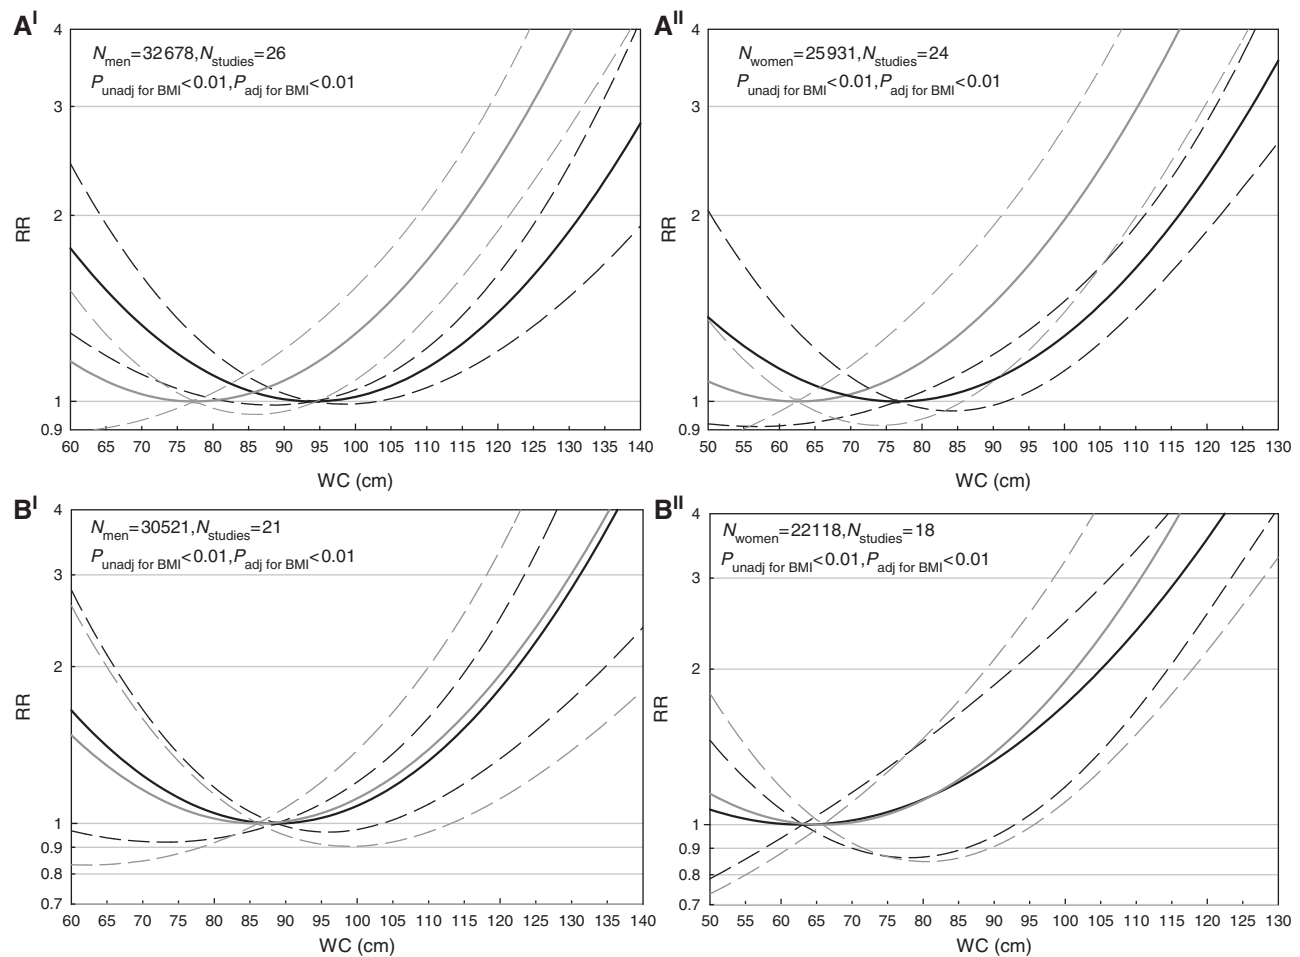 A^I
N_men=32678,N_studies=26
P_unadj for BMI<0.01,P_adj for BMI<0.01
4
3
2
1
0.9
RR
60 65 70 75 80 85 90 95 100 105 110 115 120 125 130 135 140
WC (cm)
A^II
N_women=25931,N_studies=24
P_unadj for BMI<0.01,P_adj for BMI<0.01
4
3
2
1
0.9
RR
50 55 60 65 70 75 80 85 90 95 100 105 110 115 120 125 130
WC (cm)
B^I
N_men=30521,N_studies=21
P_unadj for BMI<0.01,P_adj for BMI<0.01
4
3
2
1
0.9
0.8
0.7
RR
60 65 70 75 80 85 90 95 100 105 110 115 120 125 130 135 140
WC (cm)
B^II
N_women=22118,N_studies=18
P_unadj for BMI<0.01,P_adj for BMI<0.01
4
3
2
1
0.9
0.8
0.7
RR
50 55 60 65 70 75 80 85 90 95 100 105 110 115 120 125 130
WC (cm)